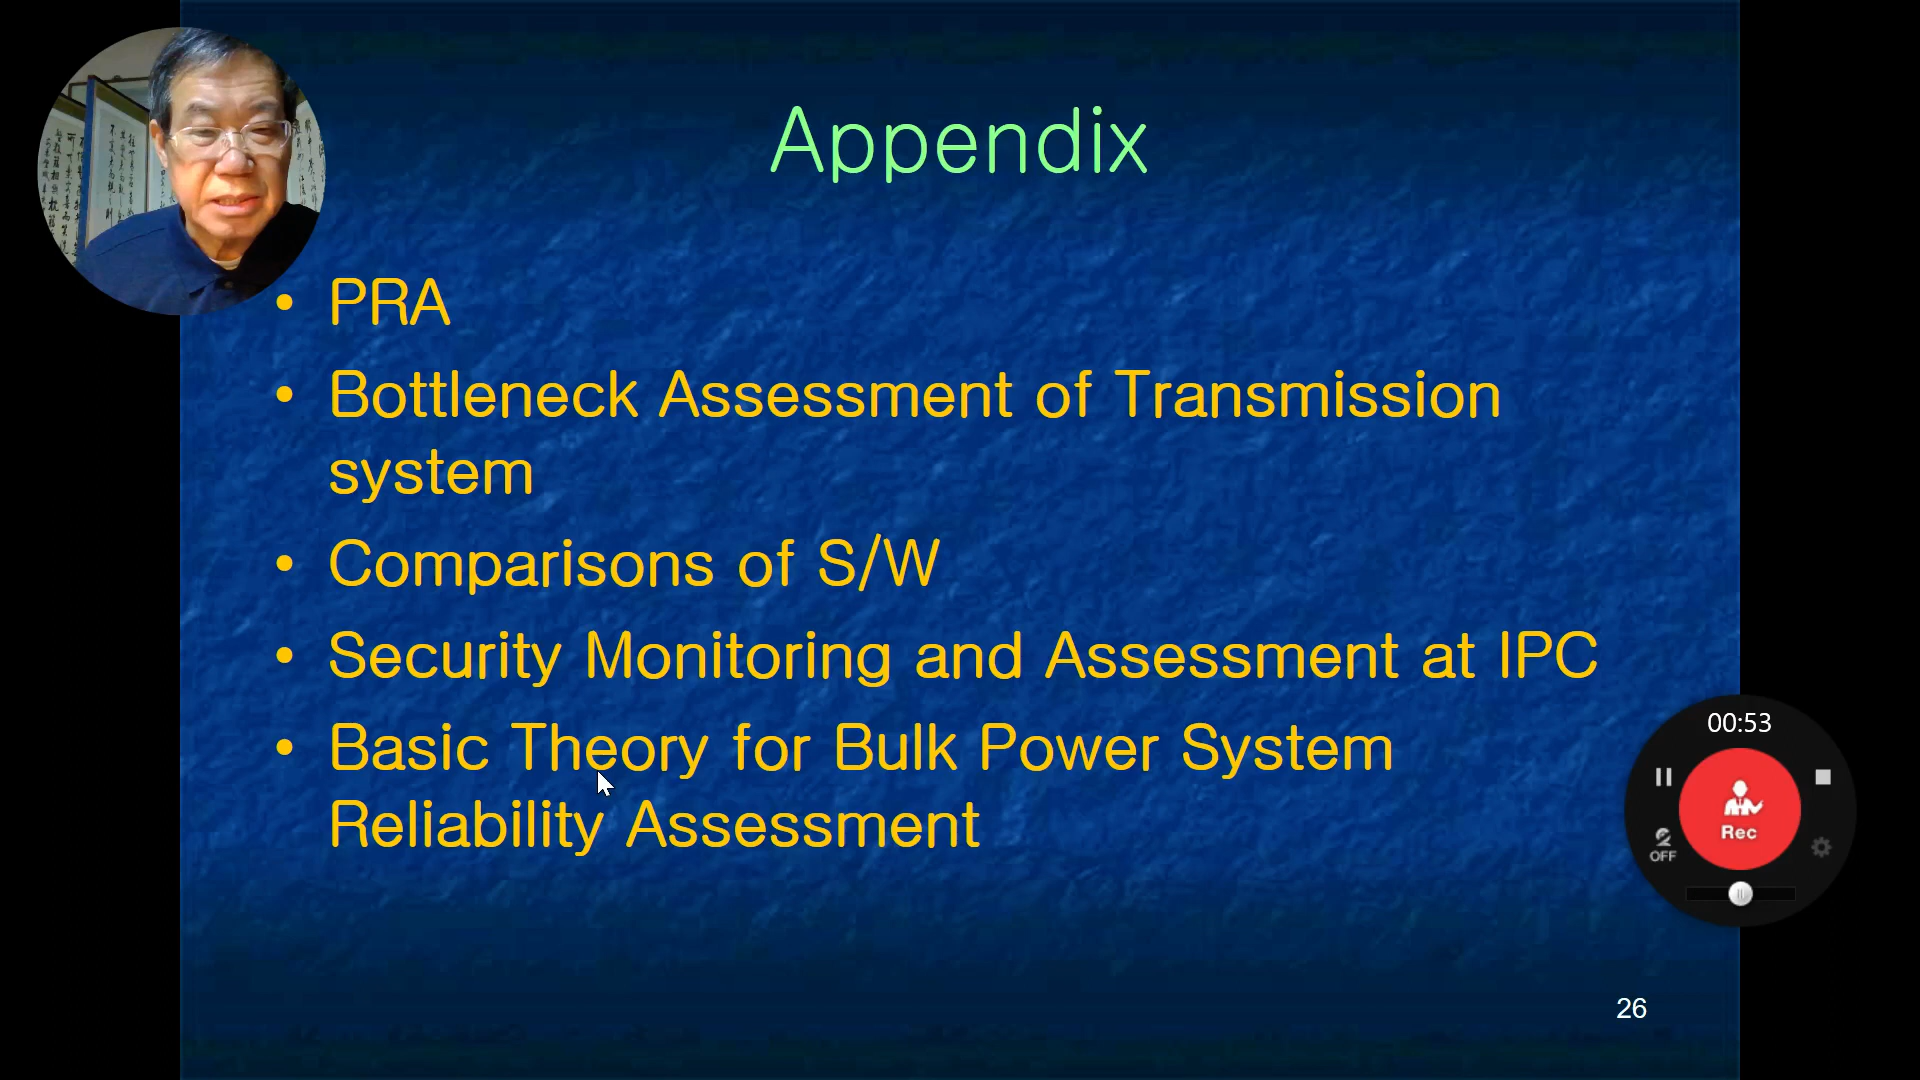 Appendix
• PRA
• Bottleneck Assessment of Transmission
system
• Comparisons of S/W
• Security Monitoring and Assessment at IPC
• Basic Theory for Bulk Power System
Reliability Assessment
00:53
Rec
OFF
26